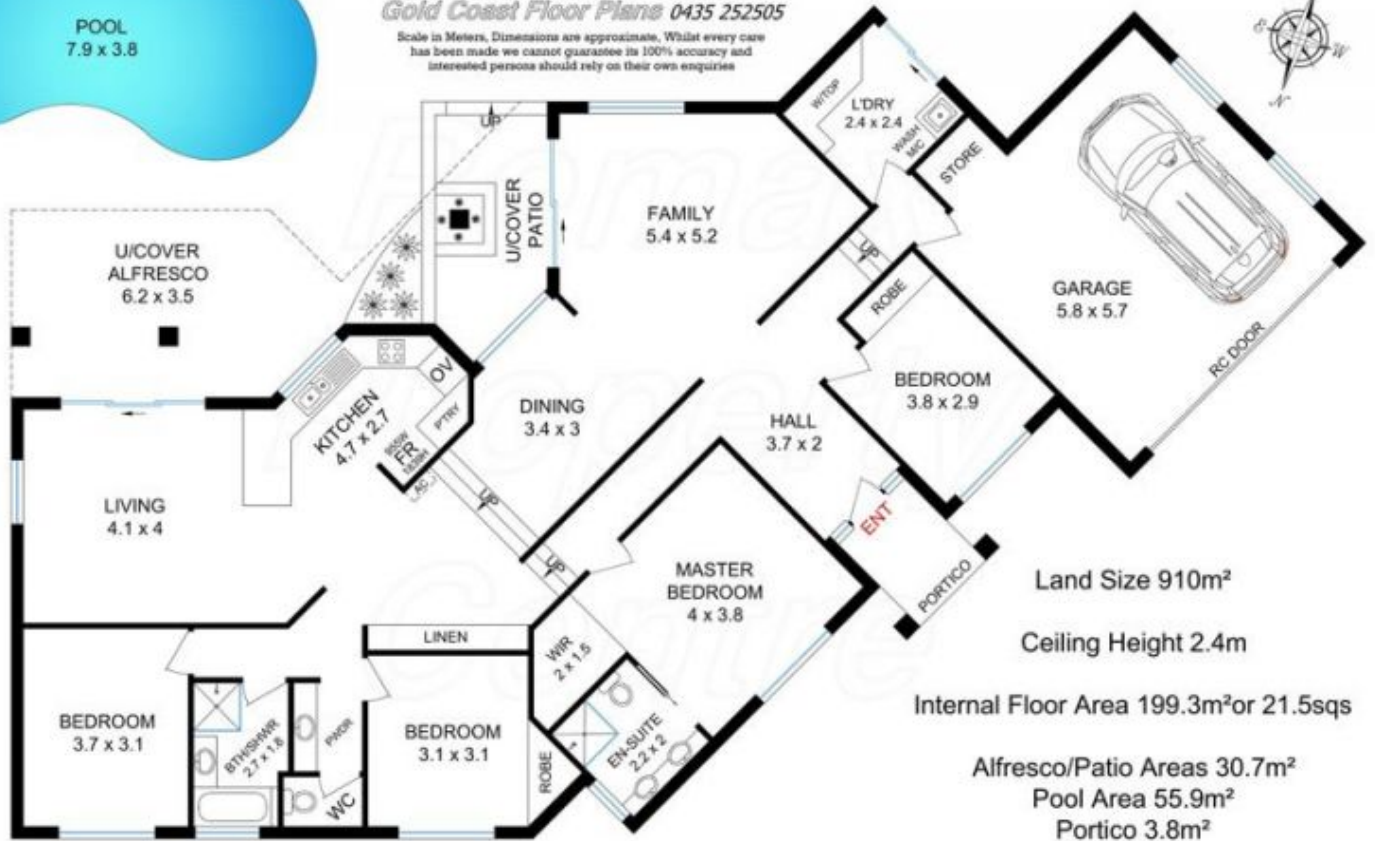 POOL
7.9 x 3.8
Gold Coast Floor Plans 0435 252505
Scale in Meters, Dimensions are approximate, Whilst every care
has been made we cannot guarantee its 100% accuracy and
interested persons should rely on their own enquiries
E
S
W
N
W/TOP
L'DRY
2.4 x 2.4
WASH
M/C
STORE
UP
U/COVER
PATIO
FAMILY
5.4 x 5.2
U/COVER
ALFRESCO
6.2 x 3.5
UP
ROBE
GARAGE
5.8 x 5.7
RC DOOR
OV
PTRY
KITCHEN
4.7 x 2.7
955W
FR
1839H
AC
DINING
3.4 x 3
BEDROOM
3.8 x 2.9
HALL
3.7 x 2
LIVING
4.1 x 4
UP
UP
ENT
PORTICO
MASTER
BEDROOM
4 x 3.8
LINEN
WIR
2 x 1.5
BEDROOM
3.7 x 3.1
BTH/SHWR
2.7 x 1.8
PWDR
WC
BEDROOM
3.1 x 3.1
ROBE
EN-SUITE
2.2 x 2
Land Size 910m²
Ceiling Height 2.4m
Internal Floor Area 199.3m²or 21.5sqs
Alfresco/Patio Areas 30.7m²
Pool Area 55.9m²
Portico 3.8m²
Property
Centre